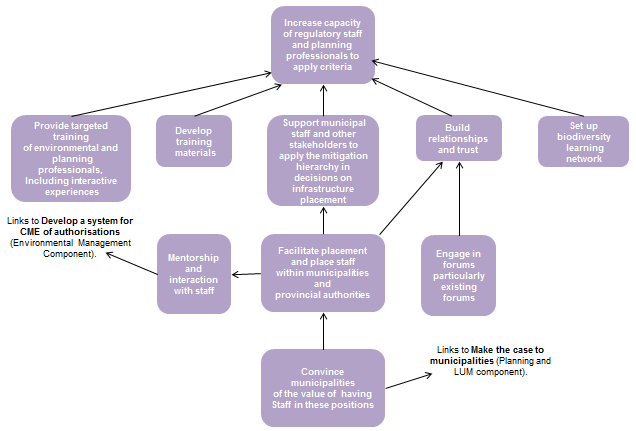 Increase capacity
of regulatory staff
and planning
professionals to
apply criteria
Provide targeted
training
of environmental and
planning
professionals,
Including interactive
experiences
Develop
training
materials
Support municipal
staff and other
stakeholders to
apply the mitigation
hierarchy in
decisions on
infrastructure
placement
Build
relationships
and trust
Set up
biodiversity
learning
network
Links to Develop a system for
CME of authorisations
(Environmental Management
Component).
Mentorship
and
interaction
with staff
Facilitate placement
and place staff
within municipalities
and
provincial authorities
Engage in
forums
particularly
existing
forums
Convince
municipalities
of the value of having
Staff in these positions
Links to Make the case to
municipalities (Planning and
LUM component).